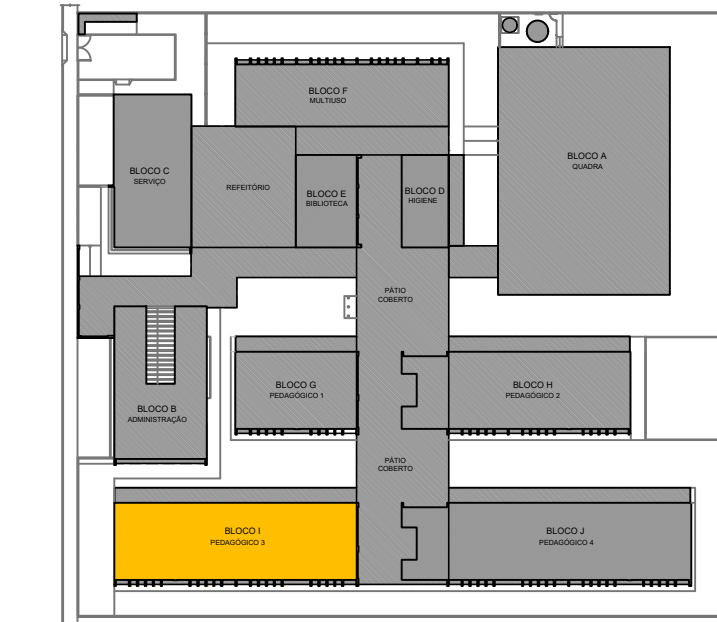 BLOCO F
MULTIUSO
BLOCO A
QUADRA
BLOCO C
SERVIÇO
REFEITÓRIO
BLOCO E
BIBLIOTECA
BLOCO D
HIGIENE
PÁTIO
COBERTO
BLOCO G
PEDAGÓGICO 1
BLOCO H
PEDAGÓGICO 2
BLOCO B
ADMINISTRAÇÃO
PÁTIO
COBERTO
BLOCO I
PEDAGÓGICO 3
BLOCO J
PEDAGÓGICO 4